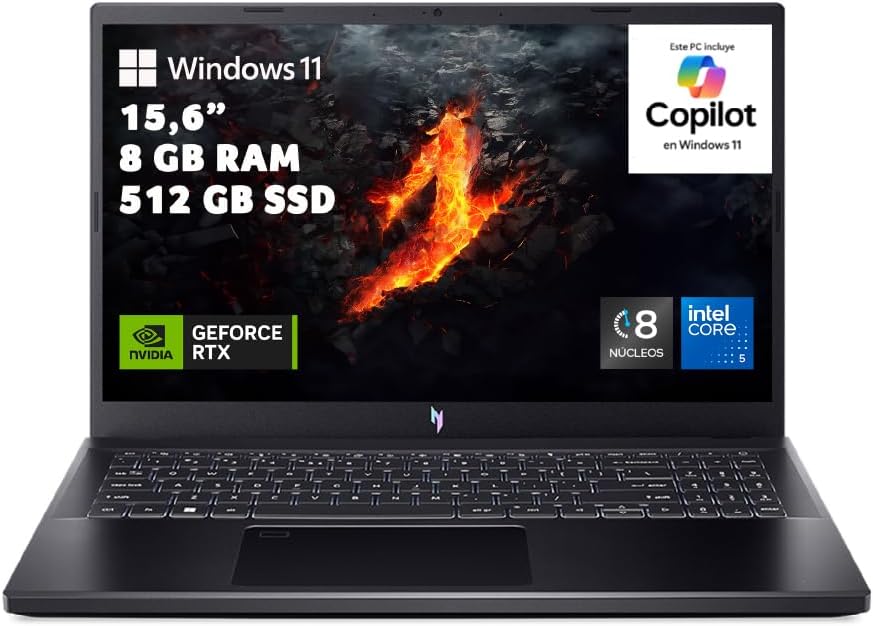 Windows 11
15,6”
8 GB RAM
512 GB SSD
Este PC incluye
Copilot
en Windows 11
NVIDIA
GEFORCE
RTX
8
NÚCLEOS
intel
CORE
5